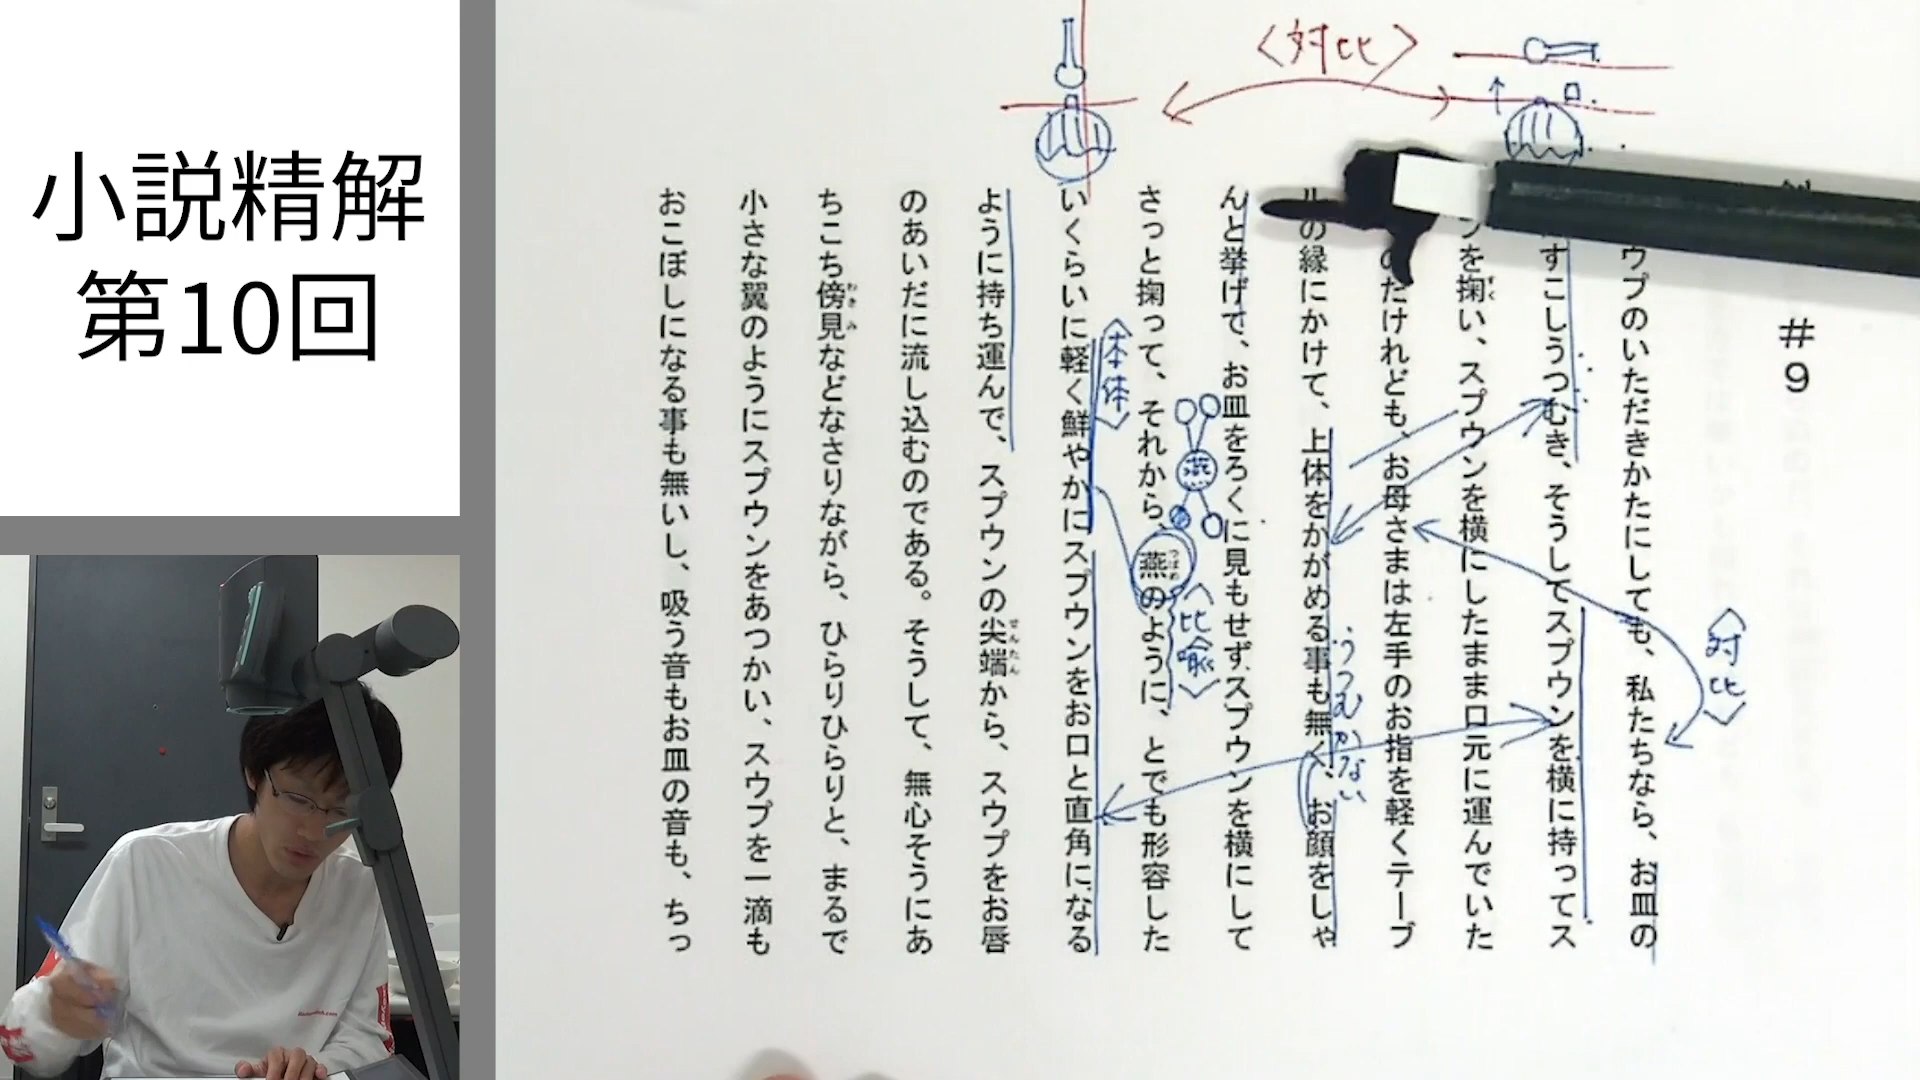 小説精解
第10回
〈対比〉
#9
ウプのいただきかたにしても、私たちなら、お皿の
すこしうつむき、そうしてスプウンを横に持ってス
を掬い、スプウンを横にしたまま口元に運んでいた
だけれども、お母さまは左手のお指を軽くテーブ
ルの縁にかけて、上体をかがめる事も無く、お顔をしゃ
んと挙げて、お皿をろくに見もせずスプウンを横にして
さっと掬って、それから、燕のように、とでも形容した
いくらいに軽く鮮やかにスプウンをお口と直角になる
ように持ち運んで、スプウンの尖端から、スウプをお唇
のあいだに流し込むのである。そうして、無心そうにあ
ちこち傍見などなさりながら、ひらりひらりと、まるで
小さな翼のようにスプウンをあつかい、スウプを一滴も
おこぼしになる事も無いし、吸う音もお皿の音も、ちっ
すく
つばめ
せんたん
わきみ
〈対比〉
うつむかない
燕
〈比喩〉
〈本体〉